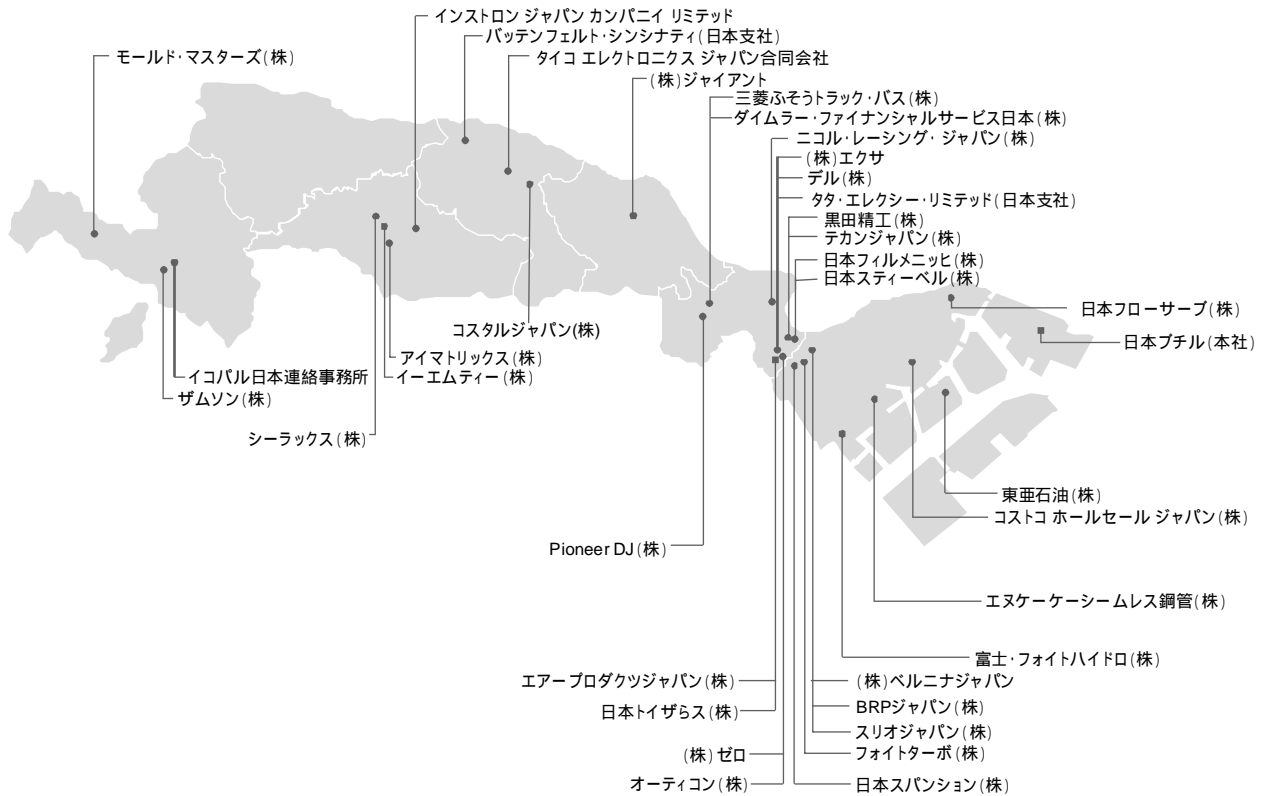 インストロン ジャパン カンパニイ リミテッド
バッテンフェルト・シンシナティ(日本支社)
モールド・マスターズ(株)
タイコ エレクトロニクス ジャパン合同会社
(株)ジャイアント
三菱ふそうトラック・バス(株)
ダイムラー・ファイナンシャルサービス日本(株)
ニコル・レーシング・ジャパン(株)
(株)エクサ
デル(株)
タタ・エレクシー・リミテッド(日本支社)
黒田精工(株)
テカンジャパン(株)
日本フィルメニッヒ(株)
日本スティーベル(株)
日本フローサーブ(株)
コスタルジャパン(株)
日本ブチル(本社)
アイマトリックス(株)
イーエムティー(株)
イコパル日本連絡事務所
ザムソン(株)
シーラックス(株)
東亜石油(株)
コストコ ホールセール ジャパン(株)
Pioneer DJ(株)
エヌケーケーシームレス鋼管(株)
富士・フォイトハイドロ(株)
エアープロダクツジャパン(株)
(株)ベルニナジャパン
日本トイザらス(株)
BRPジャパン(株)
スリオジャパン(株)
(株)ゼロ
フォイトターボ(株)
オーティコン(株)
日本スパンション(株)